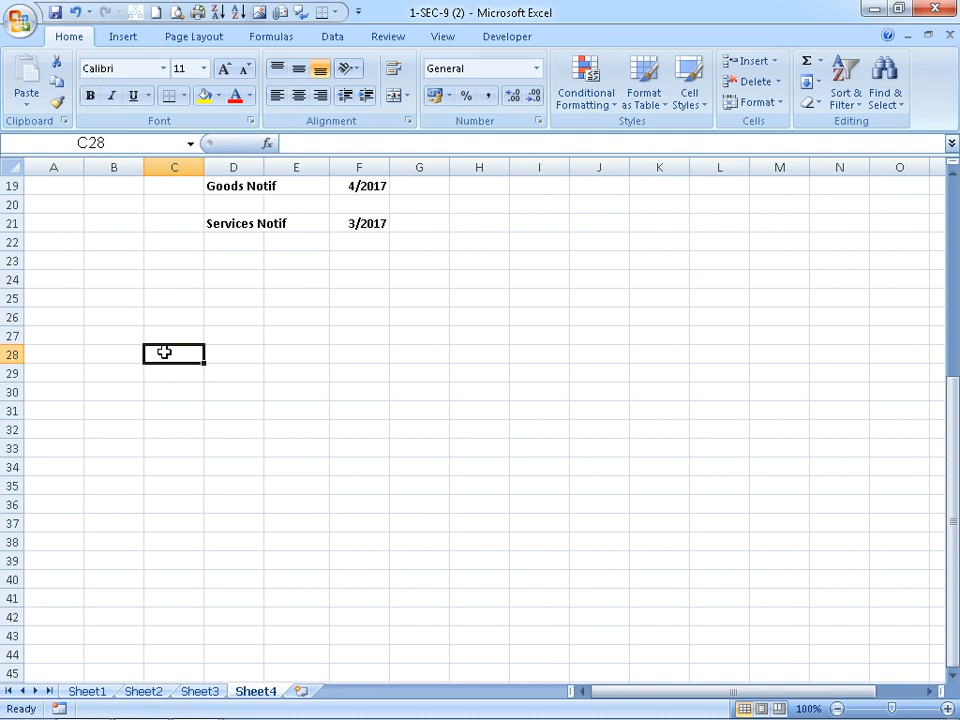 1-SEC-9 (2) - Microsoft Excel
Home Insert Page Layout Formulas Data Review View Developer
Paste Calibri 11 General Conditional Formatting Format as Table Cell Styles Insert Delete Format Sort & Filter Find & Select
Clipboard Font Alignment Number Styles Cells Editing
C28 fx
A B C D E F G H I J K L M N O
19 Goods Notif 4/2017
20
21 Services Notif 3/2017
22
23
24
25
26
27
28
29
30
31
32
33
34
35
36
37
38
39
40
41
42
43
44
45
Sheet1 Sheet2 Sheet3 Sheet4
Ready 100%